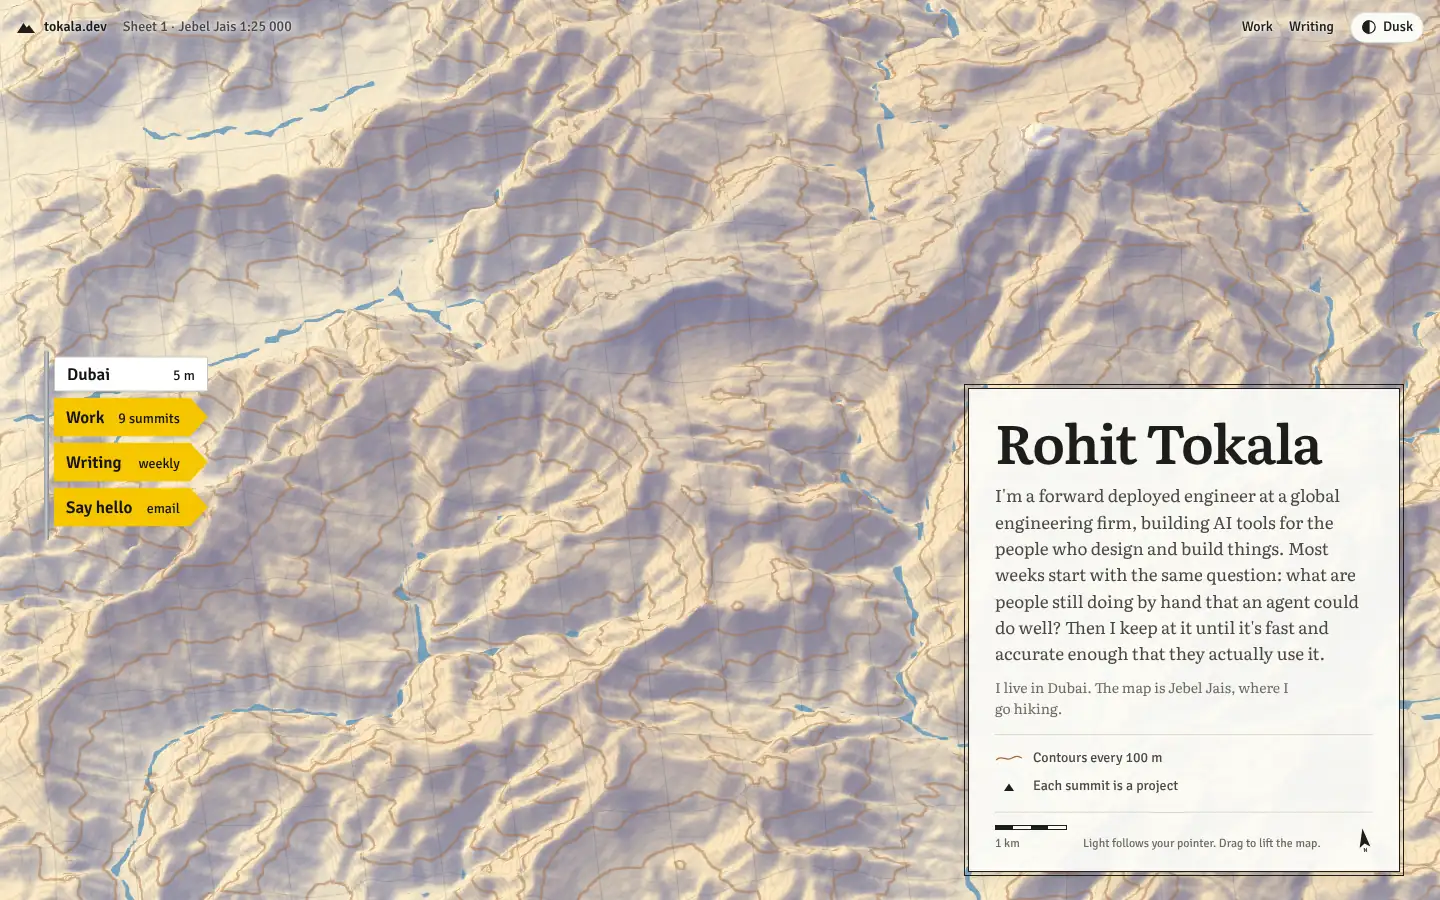 tokala.dev Sheet 1 · Jebel Jais 1:25 000
Work Writing Dusk
Dubai 5 m
Work 9 summits
Writing weekly
Say hello email
Rohit Tokala
I'm a forward deployed engineer at a global
engineering firm, building AI tools for the
people who design and build things. Most
weeks start with the same question: what are
people still doing by hand that an agent could
do well? Then I keep at it until it's fast and
accurate enough that they actually use it.
I live in Dubai. The map is Jebel Jais, where I
go hiking.
Contours every 100 m
Each summit is a project
1 km Light follows your pointer. Drag to lift the map.
N